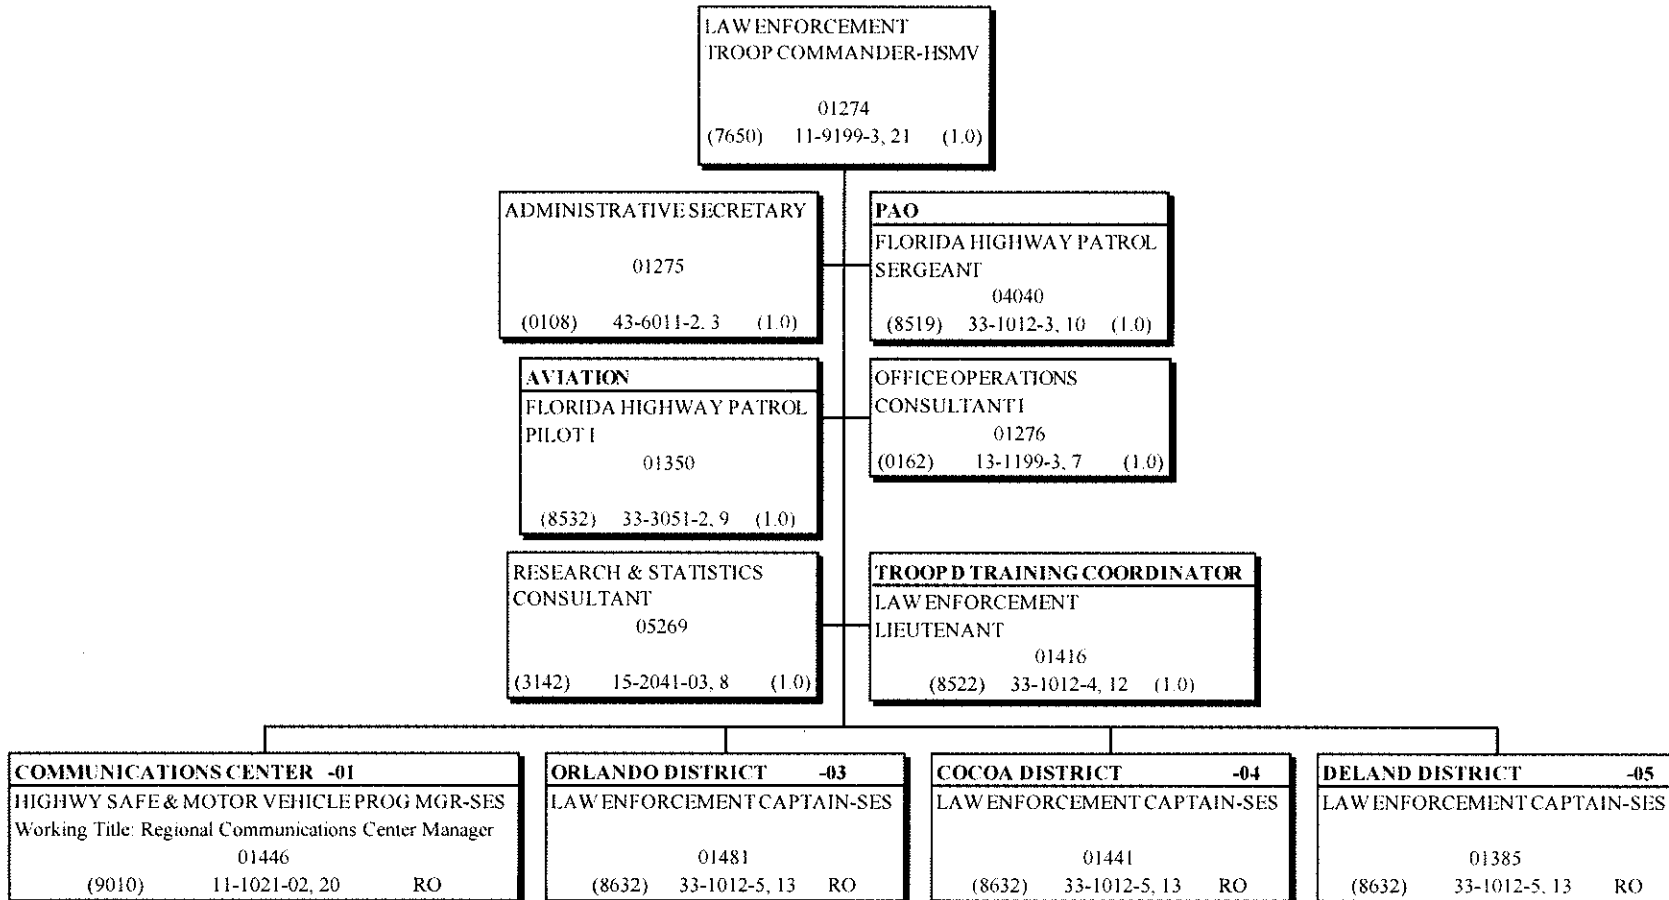 LAW ENFORCEMENT
TROOP COMMANDER-HSMV
01274
(7650) 11-9199-3, 21 (1.0)
ADMINISTRATIVE SECRETARY
01275
(0108) 43-6011-2, 3 (1.0)
PAO
FLORIDA HIGHWAY PATROL
SERGEANT
04040
(8519) 33-1012-3, 10 (1.0)
AVIATION
FLORIDA HIGHWAY PATROL
PILOT I
01350
(8532) 33-3051-2, 9 (1.0)
OFFICE OPERATIONS
CONSULTANT I
01276
(0162) 13-1199-3, 7 (1.0)
RESEARCH & STATISTICS
CONSULTANT
05269
(3142) 15-2041-03, 8 (1.0)
TROOP D TRAINING COORDINATOR
LAW ENFORCEMENT
LIEUTENANT
01416
(8522) 33-1012-4, 12 (1.0)
COMMUNICATIONS CENTER -01
HIGHWY SAFE & MOTOR VEHICLE PROG MGR-SES
Working Title: Regional Communications Center Manager
01446
(9010) 11-1021-02, 20 RO
ORLANDO DISTRICT -03
LAW ENFORCEMENT CAPTAIN-SES
01481
(8632) 33-1012-5, 13 RO
COCOA DISTRICT -04
LAW ENFORCEMENT CAPTAIN-SES
01441
(8632) 33-1012-5, 13 RO
DELAND DISTRICT -05
LAW ENFORCEMENT CAPTAIN-SES
01385
(8632) 33-1012-5, 13 RO